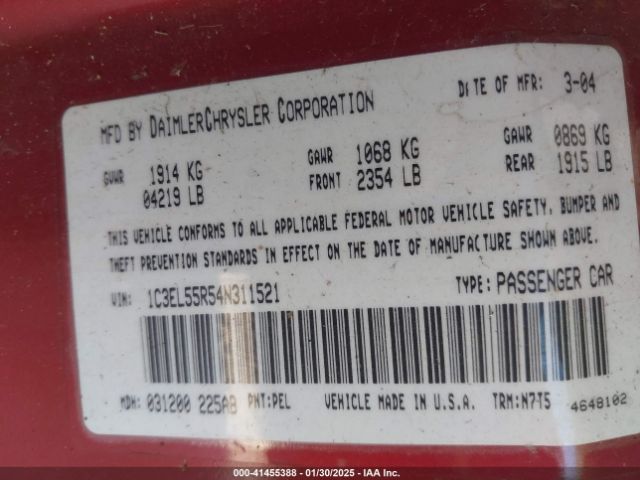 MFD BY DAIMLERCHRYSLER CORPORATION DATE OF MFR: 3-04
GVWR 1914 KG GAWR 1068 KG GAWR 0869 KG
04219 LB FRONT 2354 LB REAR 1915 LB
THIS VEHICLE CONFORMS TO ALL APPLICABLE FEDERAL MOTOR VEHICLE SAFETY, BUMPER AND
THEFT PREVENTION STANDARDS IN EFFECT ON THE DATE OF MANUFACTURE SHOWN ABOVE.
VIN: 1C3EL55R54N311521 TYPE: PASSENGER CAR
MDH: 031200 225AB PNT:PEL VEHICLE MADE IN U.S.A. TRM:N7T5 4648102
000-41455388 - 01/30/2025 - IAA Inc.